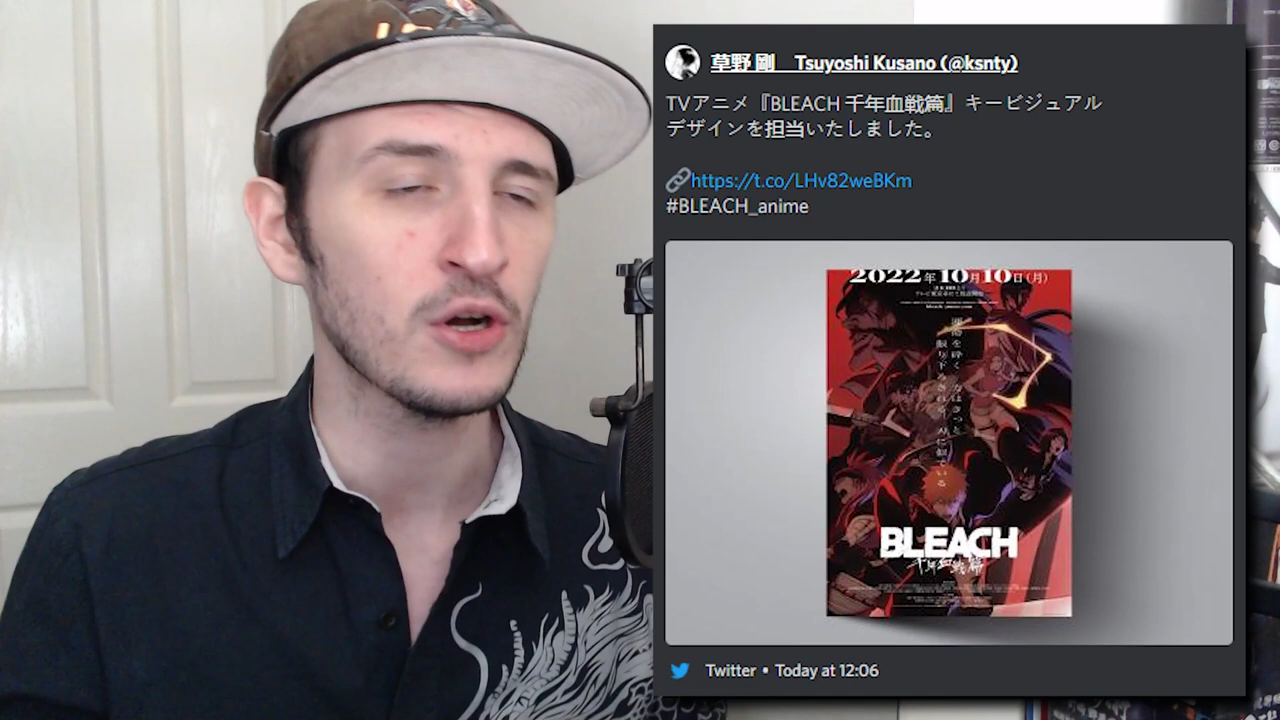 草野 剛　Tsuyoshi Kusano (@ksnty)
TVアニメ『BLEACH 千年血戦篇』キービジュアル
デザインを担当いたしました。
https://t.co/LHv82weBKm
#BLEACH_anime
2022年10月10日(月)
BLEACH
千年血戦篇
Twitter • Today at 12:06